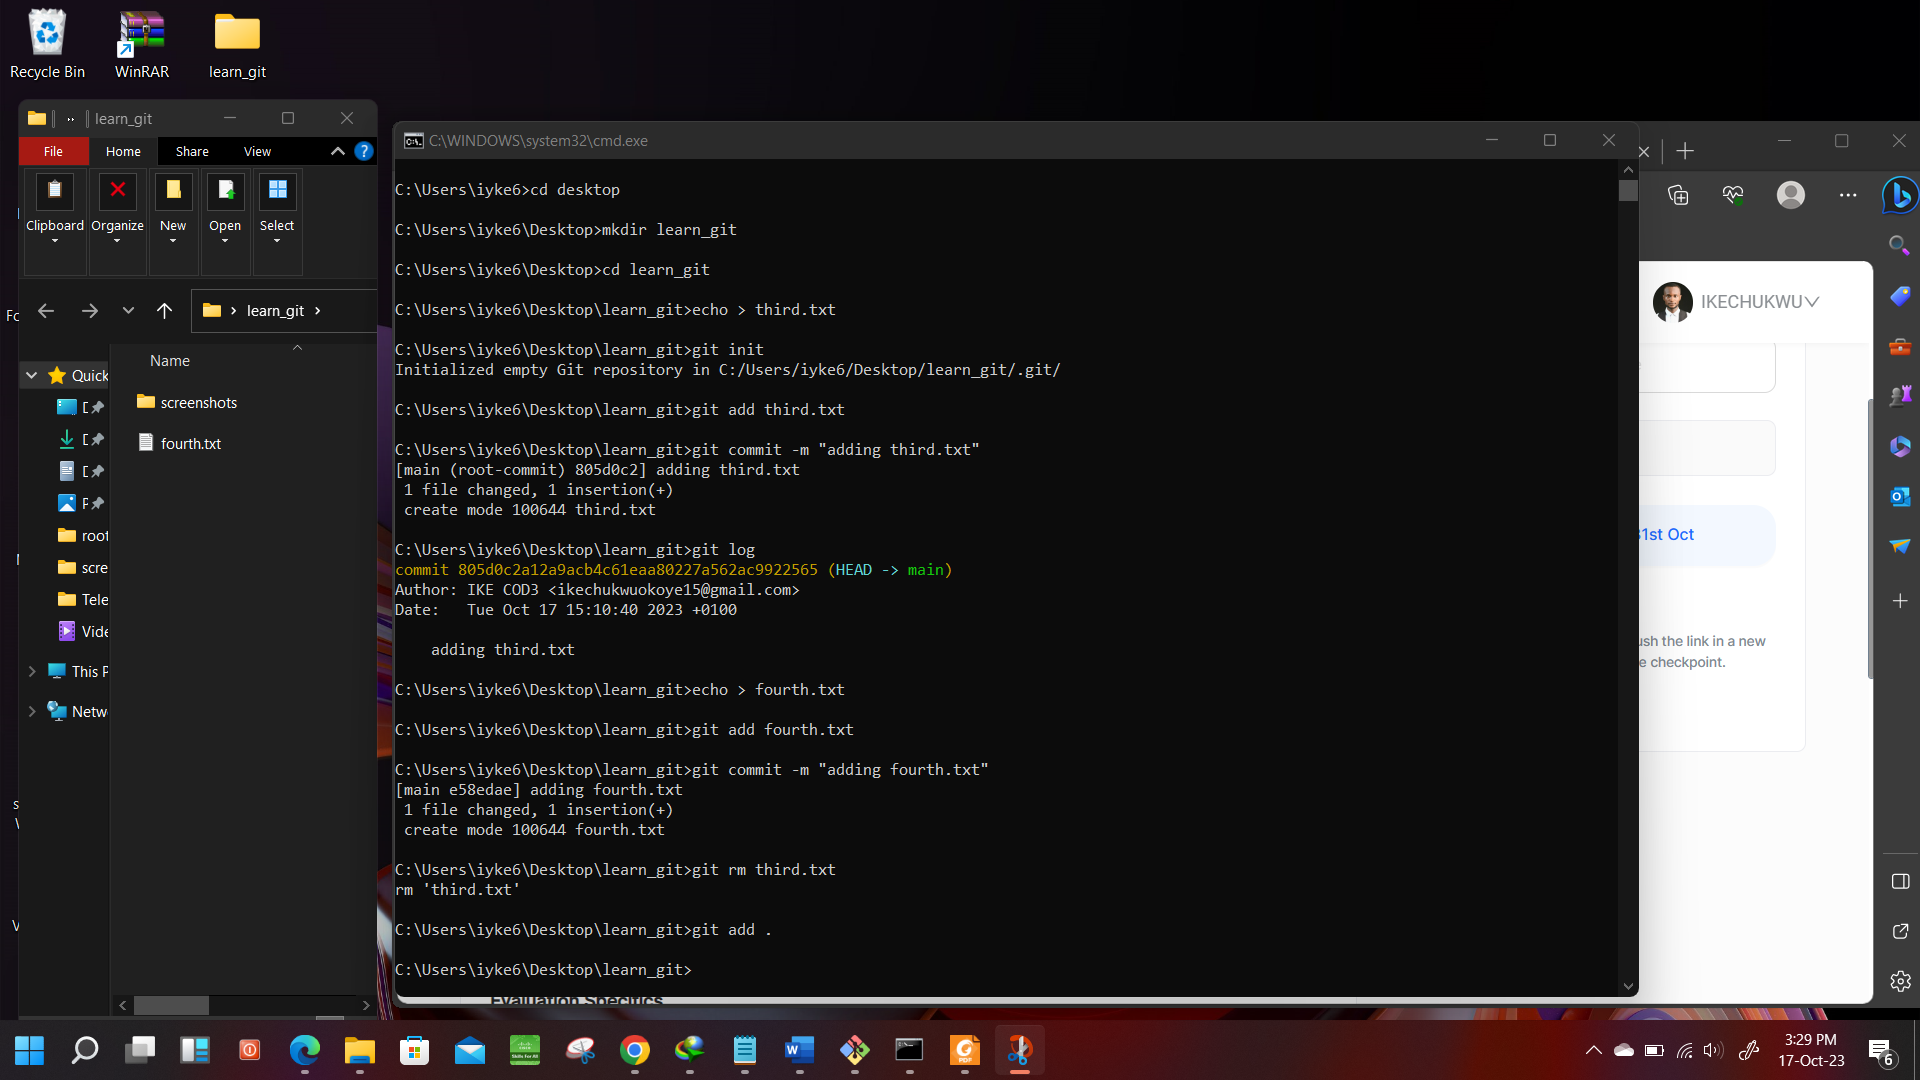 Recycle Bin
WinRAR
learn_git
learn_git
File
Home
Share
View
Clipboard
Organize
New
Open
Select
learn_git
Name
Quick
screenshots
fourth.txt
root
scre
Tele
Vide
This P
Netw
C:\WINDOWS\system32\cmd.exe
C:\Users\iyke6>cd desktop
C:\Users\iyke6\Desktop>mkdir learn_git
C:\Users\iyke6\Desktop>cd learn_git
C:\Users\iyke6\Desktop\learn_git>echo > third.txt
C:\Users\iyke6\Desktop\learn_git>git init
Initialized empty Git repository in C:/Users/iyke6/Desktop/learn_git/.git/
C:\Users\iyke6\Desktop\learn_git>git add third.txt
C:\Users\iyke6\Desktop\learn_git>git commit -m "adding third.txt"
[main (root-commit) 805d0c2] adding third.txt
1 file changed, 1 insertion(+)
create mode 100644 third.txt
C:\Users\iyke6\Desktop\learn_git>git log
commit 805d0c2a12a9acb4c61eaa80227a562ac9922565 (HEAD -> main)
Author: IKE COD3 <ikechukwuokoye15@gmail.com>
Date:   Tue Oct 17 15:10:40 2023 +0100
adding third.txt
C:\Users\iyke6\Desktop\learn_git>echo > fourth.txt
C:\Users\iyke6\Desktop\learn_git>git add fourth.txt
C:\Users\iyke6\Desktop\learn_git>git commit -m "adding fourth.txt"
[main e58edae] adding fourth.txt
1 file changed, 1 insertion(+)
create mode 100644 fourth.txt
C:\Users\iyke6\Desktop\learn_git>git rm third.txt
rm 'third.txt'
C:\Users\iyke6\Desktop\learn_git>git add .
C:\Users\iyke6\Desktop\learn_git>
Evaluation Specifics
IKECHUKWU
31st Oct
ush the link in a new
e checkpoint.
3:29 PM
17-Oct-23
6